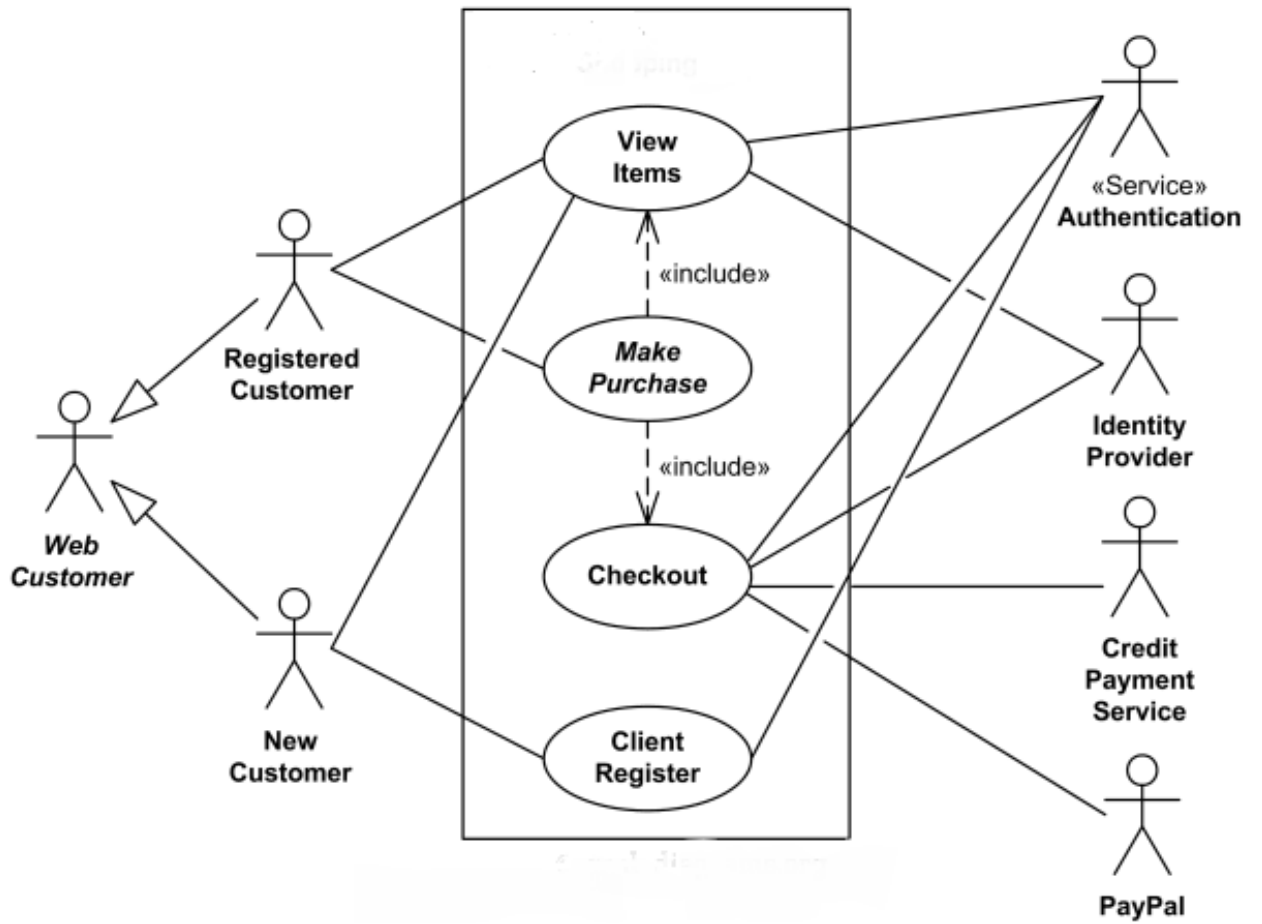 View
Items
«include»
Make
Purchase
«include»
Checkout
Client
Register
Registered
Customer
Web
Customer
New
Customer
«Service»
Authentication
Identity
Provider
Credit
Payment
Service
PayPal